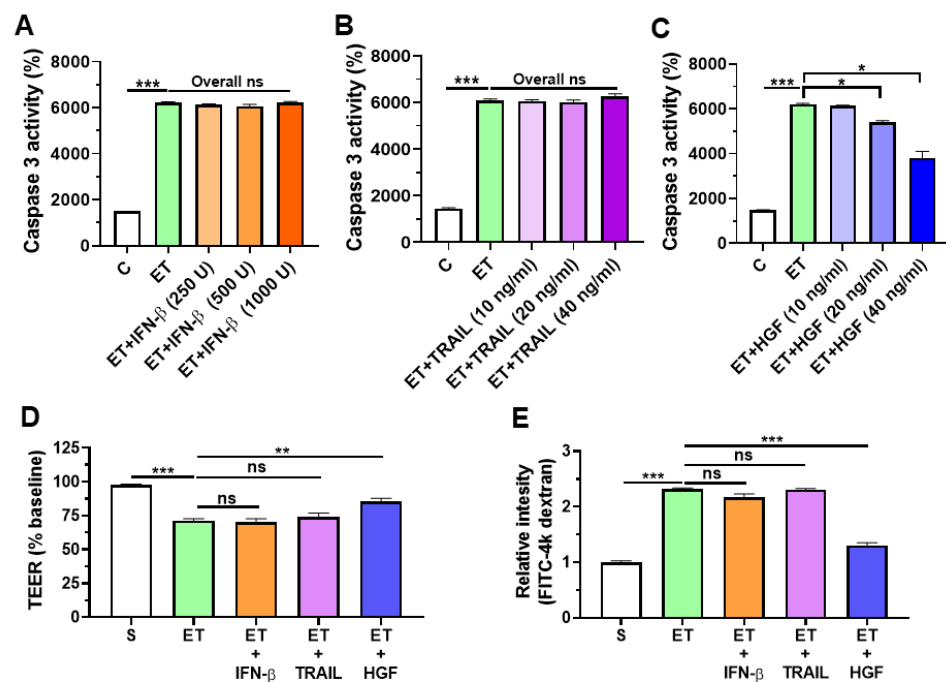 A
Caspase 3 activity (%)
8000
6000
4000
2000
0
***
Overall ns
C
ET
ET+IFN-β (250 U)
ET+IFN-β (500 U)
ET+IFN-β (1000 U)
B
Caspase 3 activity (%)
8000
6000
4000
2000
0
***
Overall ns
C
ET
ET+TRAIL (10 ng/ml)
ET+TRAIL (20 ng/ml)
ET+TRAIL (40 ng/ml)
C
Caspase 3 activity (%)
8000
6000
4000
2000
0
*
***
*
C
ET
ET+HGF (10 ng/ml)
ET+HGF (20 ng/ml)
ET+HGF (40 ng/ml)
D
TEER (% baseline)
125
100
75
50
25
0
**
***
ns
ns
S
ET
ET
+
IFN-β
ET
+
TRAIL
ET
+
HGF
E
Relative intesity
(FITC-4k dextran)
3
2
1
0
***
ns
***
ns
S
ET
ET
+
IFN-β
ET
+
TRAIL
ET
+
HGF